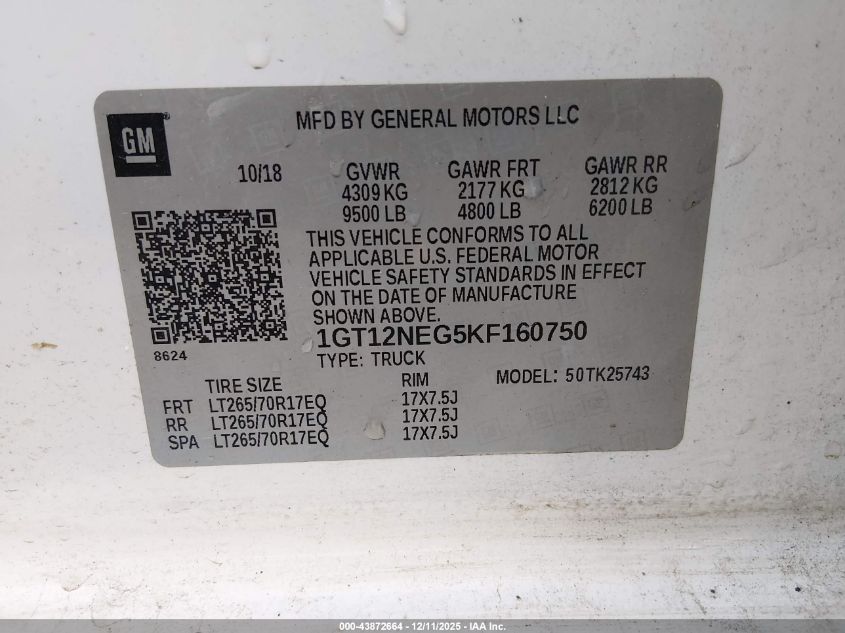 GM
®
MFD BY GENERAL MOTORS LLC
10/18 GVWR GAWR FRT GAWR RR
4309 KG 2177 KG 2812 KG
9500 LB 4800 LB 6200 LB
THIS VEHICLE CONFORMS TO ALL
APPLICABLE U.S. FEDERAL MOTOR
VEHICLE SAFETY STANDARDS IN EFFECT
ON THE DATE OF MANUFACTURE
SHOWN ABOVE.
1GT12NEG5KF160750
8624
TYPE: TRUCK
MODEL: 50TK25743
TIRE SIZE RIM
FRT LT265/70R17EQ 17X7.5J
RR LT265/70R17EQ 17X7.5J
SPA LT265/70R17EQ 17X7.5J
000-43872664 - 12/11/2025 - IAA Inc.